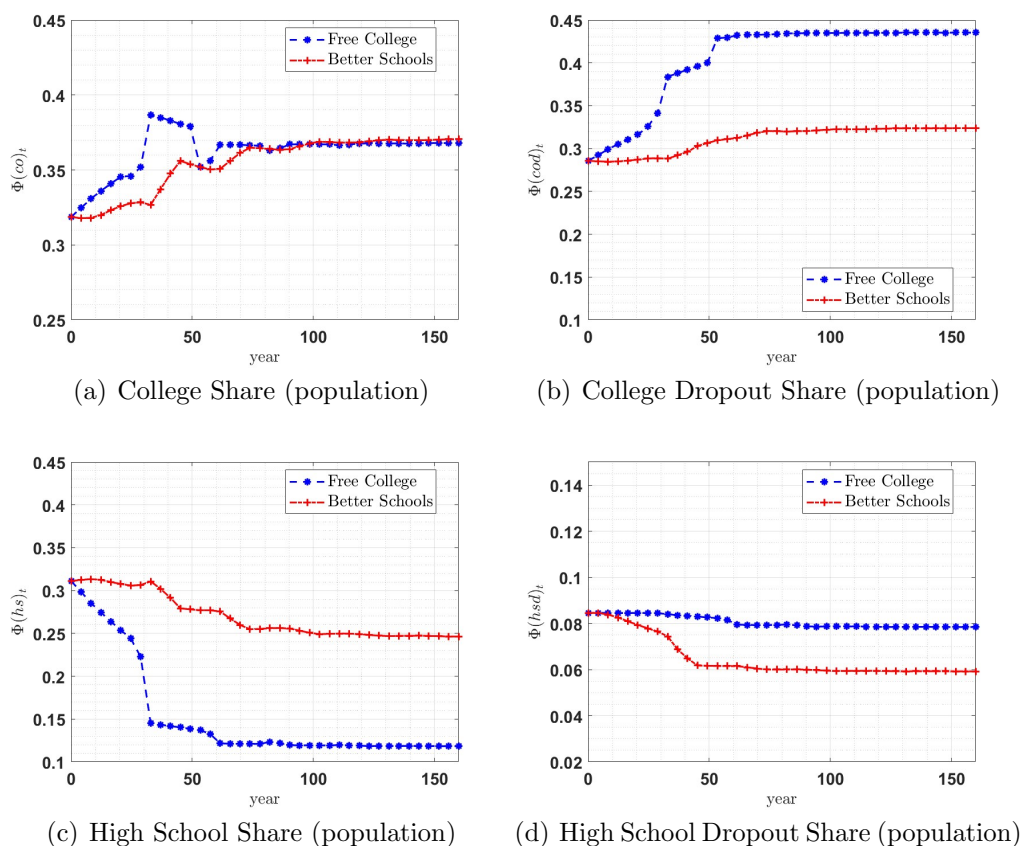 0.45
0.4
0.35
0.3
0.25
Φ(co)t
Free College
Better Schools
0
50
100
150
year
(a) College Share (population)
0.45
0.4
0.35
0.3
0.25
0.2
0.15
0.1
Φ(cod)t
Free College
Better Schools
0
50
100
150
year
(b) College Dropout Share (population)
0.45
0.4
0.35
0.3
0.25
0.2
0.15
0.1
Φ(hs)t
Free College
Better Schools
0
50
100
150
year
(c) High School Share (population)
0.14
0.12
0.1
0.08
0.06
0.04
0.02
Φ(hsd)t
Free College
Better Schools
0
50
100
150
year
(d) High School Dropout Share (population)